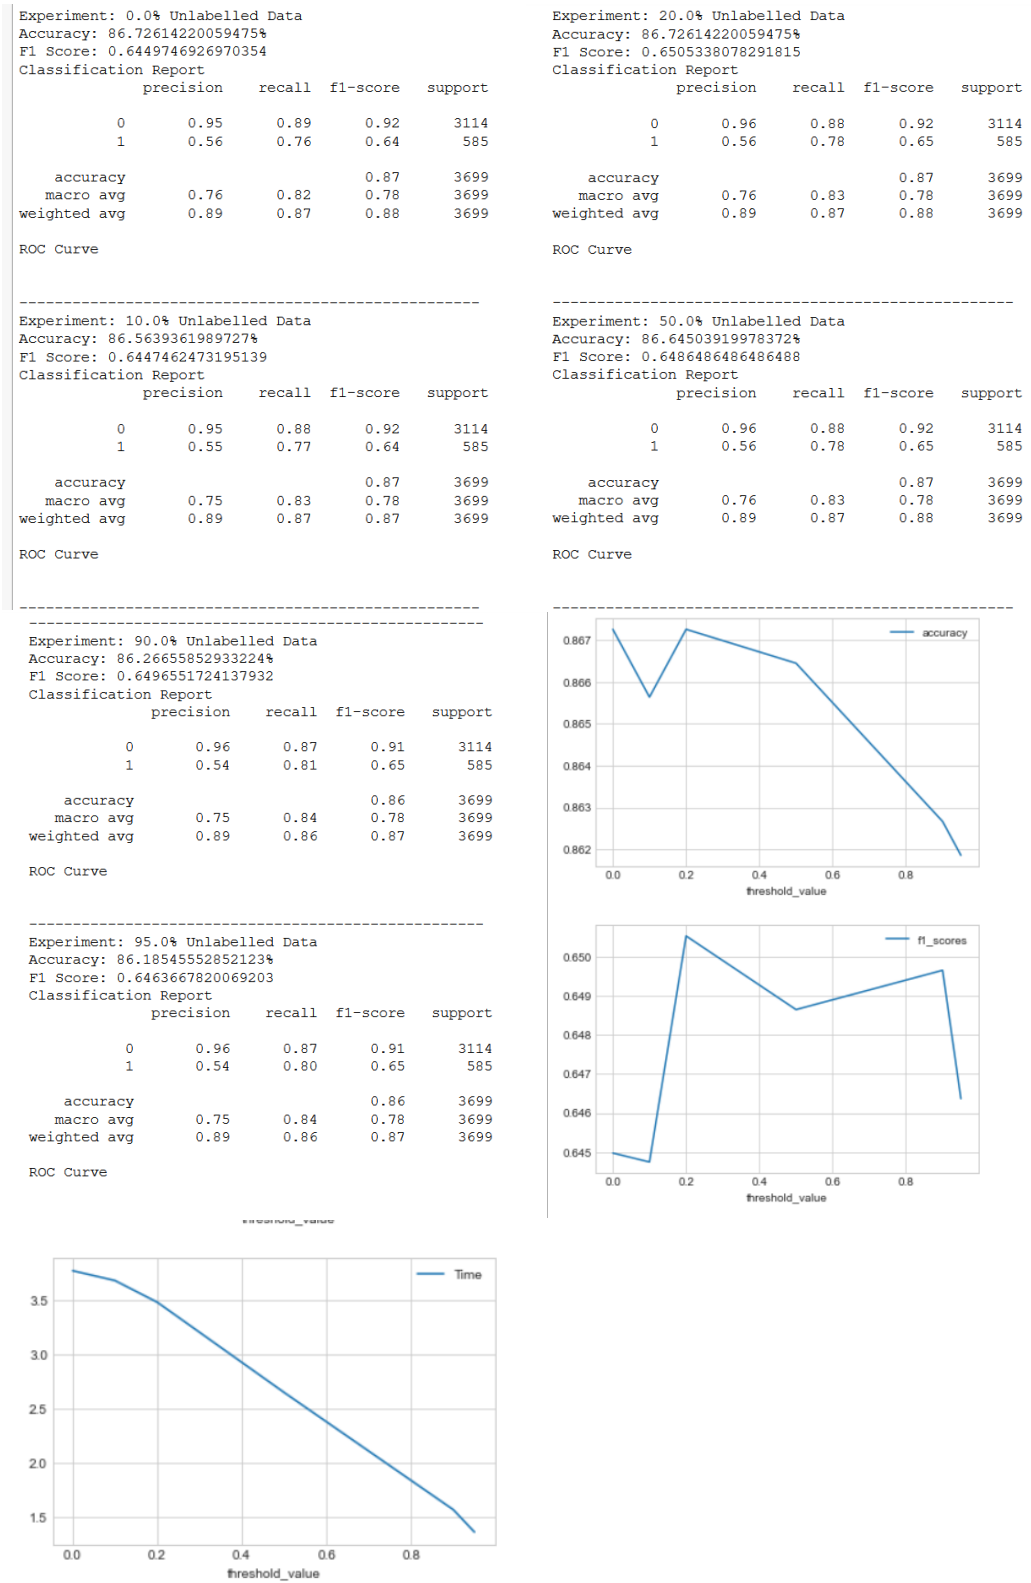 Experiment: 0.0% Unlabelled Data
Accuracy: 86.72614220059475%
F1 Score: 0.6449746926970354
Classification Report
precision recall f1-score support
0 0.95 0.89 0.92 3114
1 0.56 0.76 0.64 585
accuracy 0.87 3699
macro avg 0.76 0.82 0.78 3699
weighted avg 0.89 0.87 0.88 3699
ROC Curve
----------------------------------------------------
Experiment: 10.0% Unlabelled Data
Accuracy: 86.56393619897​27%
F1 Score: 0.6447462473195139
Classification Report
precision recall f1-score support
0 0.95 0.88 0.92 3114
1 0.55 0.77 0.64 585
accuracy 0.87 3699
macro avg 0.75 0.83 0.78 3699
weighted avg 0.89 0.87 0.87 3699
ROC Curve
----------------------------------------------------
Experiment: 20.0% Unlabelled Data
Accuracy: 86.72614220059475%
F1 Score: 0.6505338078291815
Classification Report
precision recall f1-score support
0 0.96 0.88 0.92 3114
1 0.56 0.78 0.65 585
accuracy 0.87 3699
macro avg 0.76 0.83 0.78 3699
weighted avg 0.89 0.87 0.88 3699
ROC Curve
----------------------------------------------------
Experiment: 50.0% Unlabelled Data
Accuracy: 86.64503919978372%
F1 Score: 0.6486486486486488
Classification Report
precision recall f1-score support
0 0.96 0.88 0.92 3114
1 0.56 0.78 0.65 585
accuracy 0.87 3699
macro avg 0.76 0.83 0.78 3699
weighted avg 0.89 0.87 0.88 3699
ROC Curve
----------------------------------------------------
----------------------------------------------------
Experiment: 90.0% Unlabelled Data
Accuracy: 86.26655852933224%
F1 Score: 0.6496551724137932
Classification Report
precision recall f1-score support
0 0.96 0.87 0.91 3114
1 0.54 0.81 0.65 585
accuracy 0.86 3699
macro avg 0.75 0.84 0.78 3699
weighted avg 0.89 0.86 0.87 3699
ROC Curve
----------------------------------------------------
Experiment: 95.0% Unlabelled Data
Accuracy: 86.18545552852123%
F1 Score: 0.6463667820069203
Classification Report
precision recall f1-score support
0 0.96 0.87 0.91 3114
1 0.54 0.80 0.65 585
accuracy 0.86 3699
macro avg 0.75 0.84 0.78 3699
weighted avg 0.89 0.86 0.87 3699
ROC Curve
accuracy
0.867
0.866
0.865
0.864
0.863
0.862
0.0 0.2 0.4 0.6 0.8
threshold_value
f1_scores
0.650
0.649
0.648
0.647
0.646
0.645
0.0 0.2 0.4 0.6 0.8
threshold_value
threshold_value
Time
3.5
3.0
2.5
2.0
1.5
0.0 0.2 0.4 0.6 0.8
threshold_value